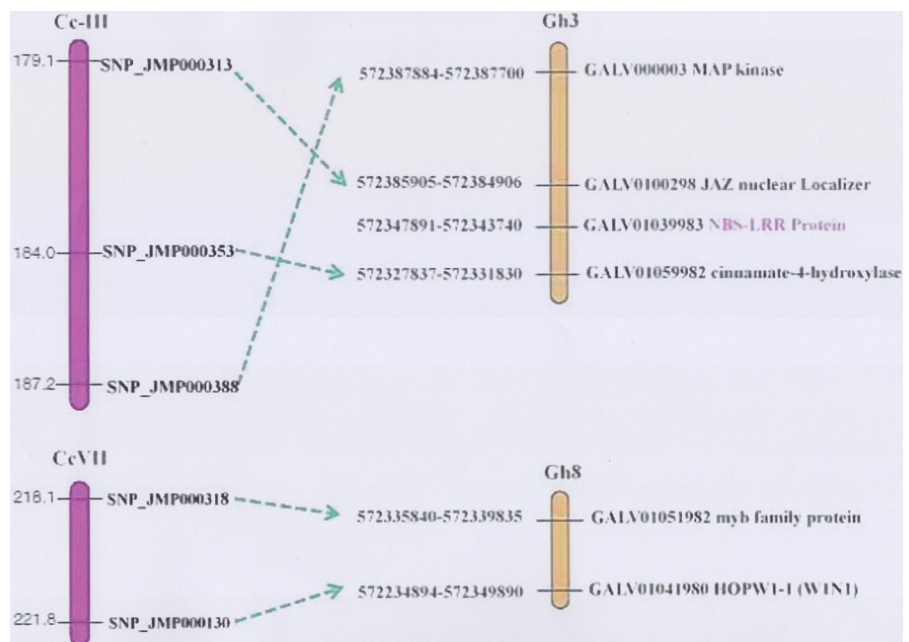 Cc-III
Gh3
179.1 SNP_JMP000313
572387884-572387700 GALV000003 MAP kinase
572385905-572384906 GALV0100298 JAZ nuclear Localizer
572347891-572343740 GALV01039983 NBS-LRR Protein
184.0 SNP_JMP000353
572327837-572331830 GALV01059982 cinnamate-4-hydroxylase
187.2 SNP_JMP000388
CcVII
Gh8
218.1 SNP_JMP000318
572335840-572339835 GALV01051982 myb family protein
572234894-572349890 GALV01041980 HOPW1-1 (W1N1)
221.8 SNP_JMP000130